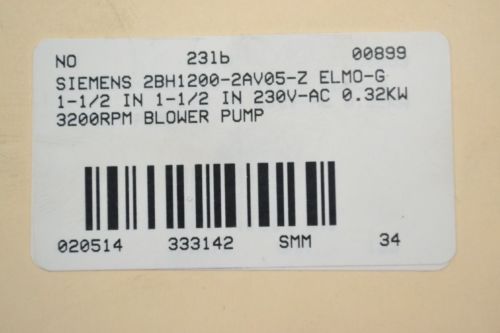 NO 23lb 00899
SIEMENS 2BH1200-2AV05-Z ELMO-G
1-1/2 IN 1-1/2 IN 230V-AC 0.32KW
3200RPM BLOWER PUMP
020514 333142 SMM 34